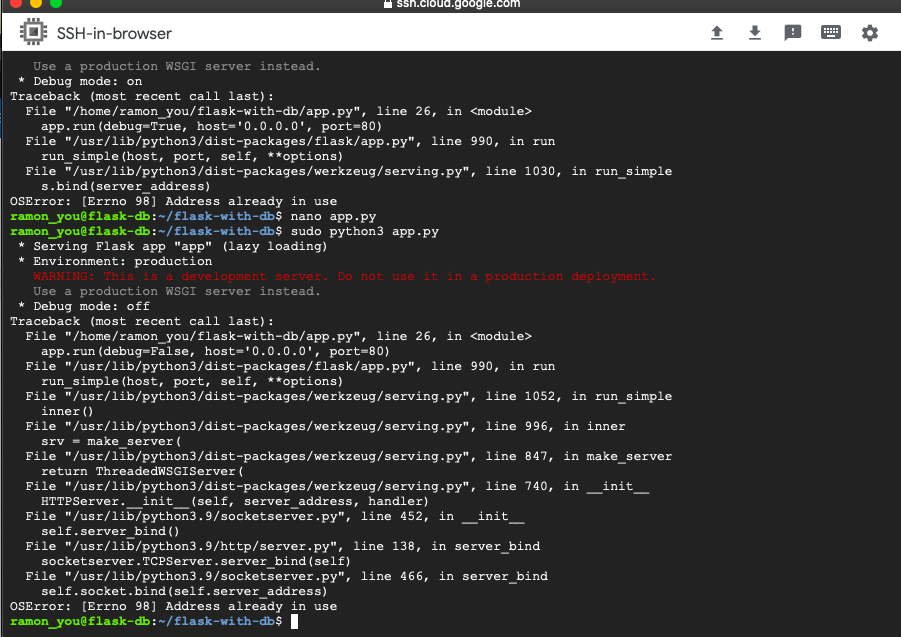 ssh.cloud.google.com
SSH-in-browser
Use a production WSGI server instead.
* Debug mode: on
Traceback (most recent call last):
File "/home/ramon_you/flask-with-db/app.py", line 26, in <module>
app.run(debug=True, host='0.0.0.0', port=80)
File "/usr/lib/python3/dist-packages/flask/app.py", line 990, in run
run_simple(host, port, self, **options)
File "/usr/lib/python3/dist-packages/werkzeug/serving.py", line 1030, in run_simple
s.bind(server_address)
OSError: [Errno 98] Address already in use
ramon_you@flask-db:~/flask-with-db$ nano app.py
ramon_you@flask-db:~/flask-with-db$ sudo python3 app.py
* Serving Flask app "app" (lazy loading)
* Environment: production
WARNING: This is a development server. Do not use it in a production deployment.
Use a production WSGI server instead.
* Debug mode: off
Traceback (most recent call last):
File "/home/ramon_you/flask-with-db/app.py", line 26, in <module>
app.run(debug=False, host='0.0.0.0', port=80)
File "/usr/lib/python3/dist-packages/flask/app.py", line 990, in run
run_simple(host, port, self, **options)
File "/usr/lib/python3/dist-packages/werkzeug/serving.py", line 1052, in run_simple
inner()
File "/usr/lib/python3/dist-packages/werkzeug/serving.py", line 996, in inner
srv = make_server(
File "/usr/lib/python3/dist-packages/werkzeug/serving.py", line 847, in make_server
return ThreadedWSGIServer(
File "/usr/lib/python3/dist-packages/werkzeug/serving.py", line 740, in __init__
HTTPServer.__init__(self, server_address, handler)
File "/usr/lib/python3.9/socketserver.py", line 452, in __init__
self.server_bind()
File "/usr/lib/python3.9/http/server.py", line 138, in server_bind
socketserver.TCPServer.server_bind(self)
File "/usr/lib/python3.9/socketserver.py", line 466, in server_bind
self.socket.bind(self.server_address)
OSError: [Errno 98] Address already in use
ramon_you@flask-db:~/flask-with-db$